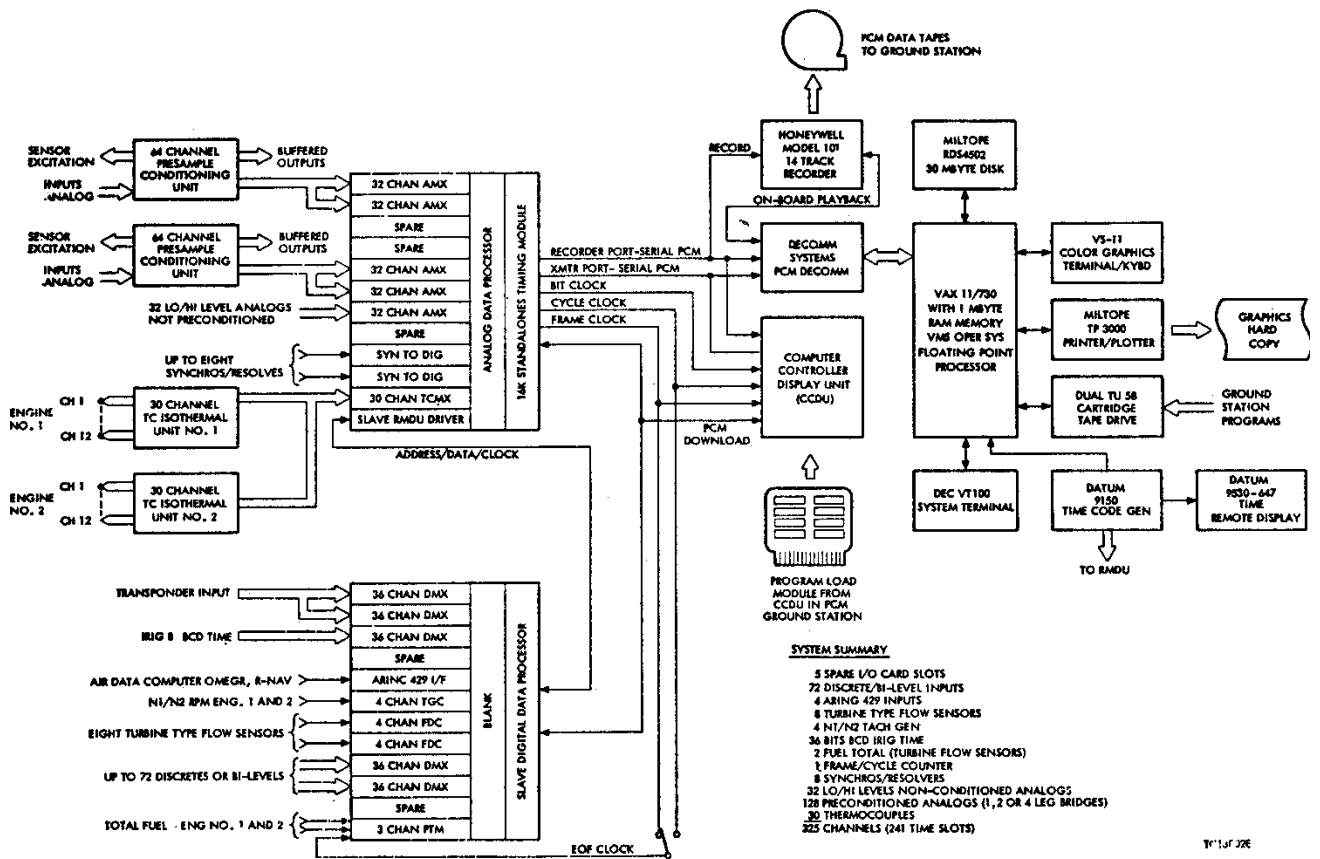 PCM DATA TAPES
TO GROUND STATION
SENSOR
EXCITATION
64 CHANNEL
PRESAMPLE
CONDITIONING
UNIT
BUFFERED
OUTPUTS
INPUTS
ANALOG
SENSOR
EXCITATION
64 CHANNEL
PRESAMPLE
CONDITIONING
UNIT
BUFFERED
OUTPUTS
INPUTS
ANALOG
32 LO/HI LEVEL ANALOGS
NOT PRECONDITIONED
UP TO EIGHT
SYNCHROS/RESOLVES
ENGINE
NO. 1
CH 1
CH 12
30 CHANNEL
TC ISOTHERMAL
UNIT NO. 1
ENGINE
NO. 2
CH 1
CH 12
30 CHANNEL
TC ISOTHERMAL
UNIT NO. 2
32 CHAN AMX
32 CHAN AMX
SPARE
SPARE
32 CHAN AMX
32 CHAN AMX
32 CHAN AMX
SPARE
SYN TO DIG
SYN TO DIG
30 CHAN TCMX
SLAVE RMDU DRIVER
ANALOG DATA PROCESSOR
16K STANDALONES TIMING MODULE
ADDRESS/DATA/CLOCK
RECORDER PORT-SERIAL PCM
XMTR PORT- SERIAL PCM
BIT CLOCK
CYCLE CLOCK
FRAME CLOCK
RECORD
ON-BOARD PLAYBACK
PCM
DOWNLOAD
HONEYWELL
MODEL 101
14 TRACK
RECORDER
DECOMM
SYSTEMS
PCM DECOMM
COMPUTER
CONTROLLER
DISPLAY UNIT
(CCDU)
PROGRAM LOAD
MODULE FROM
CCDU IN PCM
GROUND STATION
MILTOPE
RDS4502
30 MBYTE DISK
VAX 11/730
WITH 1 MBYTE
RAM MEMORY
VMS OPER SYS
FLOATING POINT
PROCESSOR
VS-11
COLOR GRAPHICS
TERMINAL/KYBD
MILTOPE
TP 3000
PRINTER/PLOTTER
GRAPHICS
HARD
COPY
DUAL TU 58
CARTRIDGE
TAPE DRIVE
GROUND
STATION
PROGRAMS
DEC VT100
SYSTEM TERMINAL
DATUM
9150
TIME CODE GEN
DATUM
9530-647
TIME
REMOTE DISPLAY
TO RMDU
TRANSPONDER INPUT
IRIG B BCD TIME
AIR DATA COMPUTER OMEGR, R-NAV
N1/N2 RPM ENG. 1 AND 2
EIGHT TURBINE TYPE FLOW SENSORS
UP TO 72 DISCRETES OR BI-LEVELS
TOTAL FUEL - ENG NO. 1 AND 2
36 CHAN DMX
36 CHAN DMX
36 CHAN DMX
SPARE
ARINC 429 I/F
4 CHAN TGC
4 CHAN FDC
4 CHAN FDC
36 CHAN DMX
36 CHAN DMX
SPARE
3 CHAN PTM
BLANK
SLAVE DIGITAL DATA PROCESSOR
EOF CLOCK
SYSTEM SUMMARY
5 SPARE I/O CARD SLOTS
72 DISCRETE/BI-LEVEL INPUTS
4 ARING 429 INPUTS
8 TURBINE TYPE FLOW SENSORS
4 N1/N2 TACH GEN
36 BITS BCD IRIG TIME
2 FUEL TOTAL (TURBINE FLOW SENSORS)
1 FRAME/CYCLE COUNTER
8 SYNCHROS/RESOLVERS
32 LO/HI LEVELS NON-CONDITIONED ANALOGS
128 PRECONDITIONED ANALOGS (1, 2 OR 4 LEG BRIDGES)
30 THERMOCOUPLES
325 CHANNELS (241 TIME SLOTS)